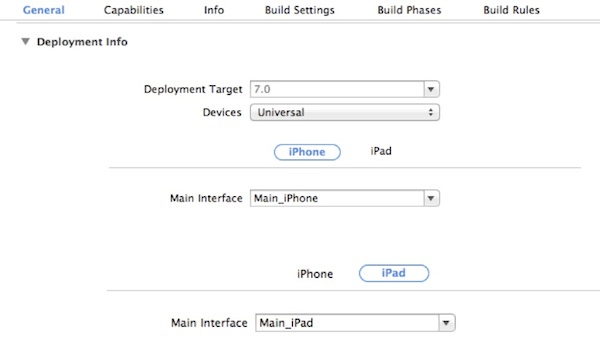 General Capabilities Info Build Settings Build Phases Build Rules
Deployment Info
Deployment Target 7.0
Devices Universal
iPhone iPad
Main Interface Main_iPhone
iPhone iPad
Main Interface Main_iPad